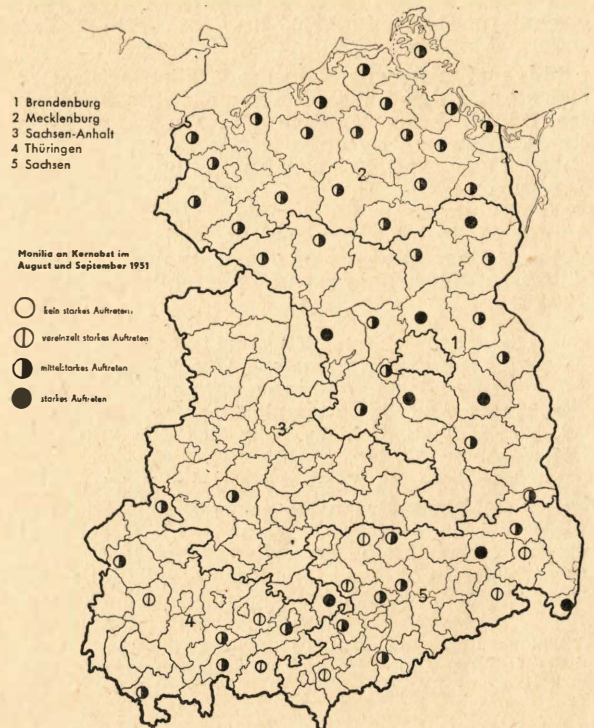 1 Brandenburg
2 Mecklenburg
3 Sachsen-Anhalt
4 Thüringen
5 Sachsen
Monilia an Kernobst im
August und September 1951
kein starkes Auftreten.
vereinzelt starkes Auftreten
mittelstarkes Auftreten
starkes Auftreten
2
1
3
5
4